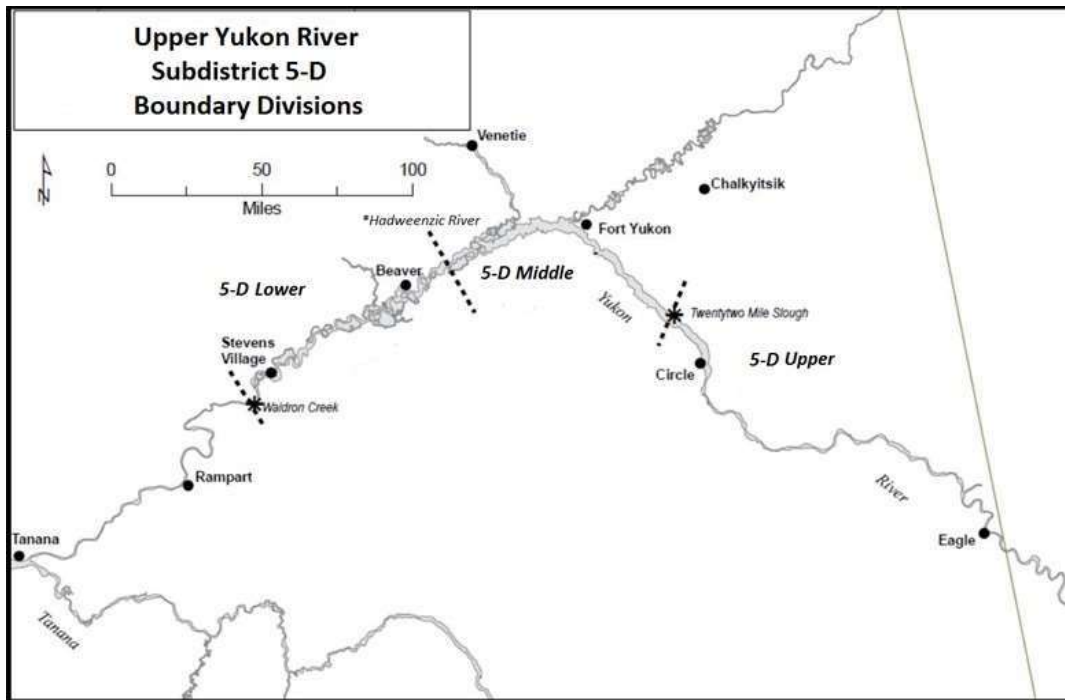 Upper Yukon River
Subdistrict 5-D
Boundary Divisions
Venetie
0 50 100
Miles
N
Chalkyitsik
*Hadweenzic River
Fort Yukon
Beaver
5-D Middle
5-D Lower
Yukon
Twentytwo Mile Slough
Stevens
Village
5-D Upper
Circle
Waldron Creek
Rampart
River
Tanana
Eagle
Tanana